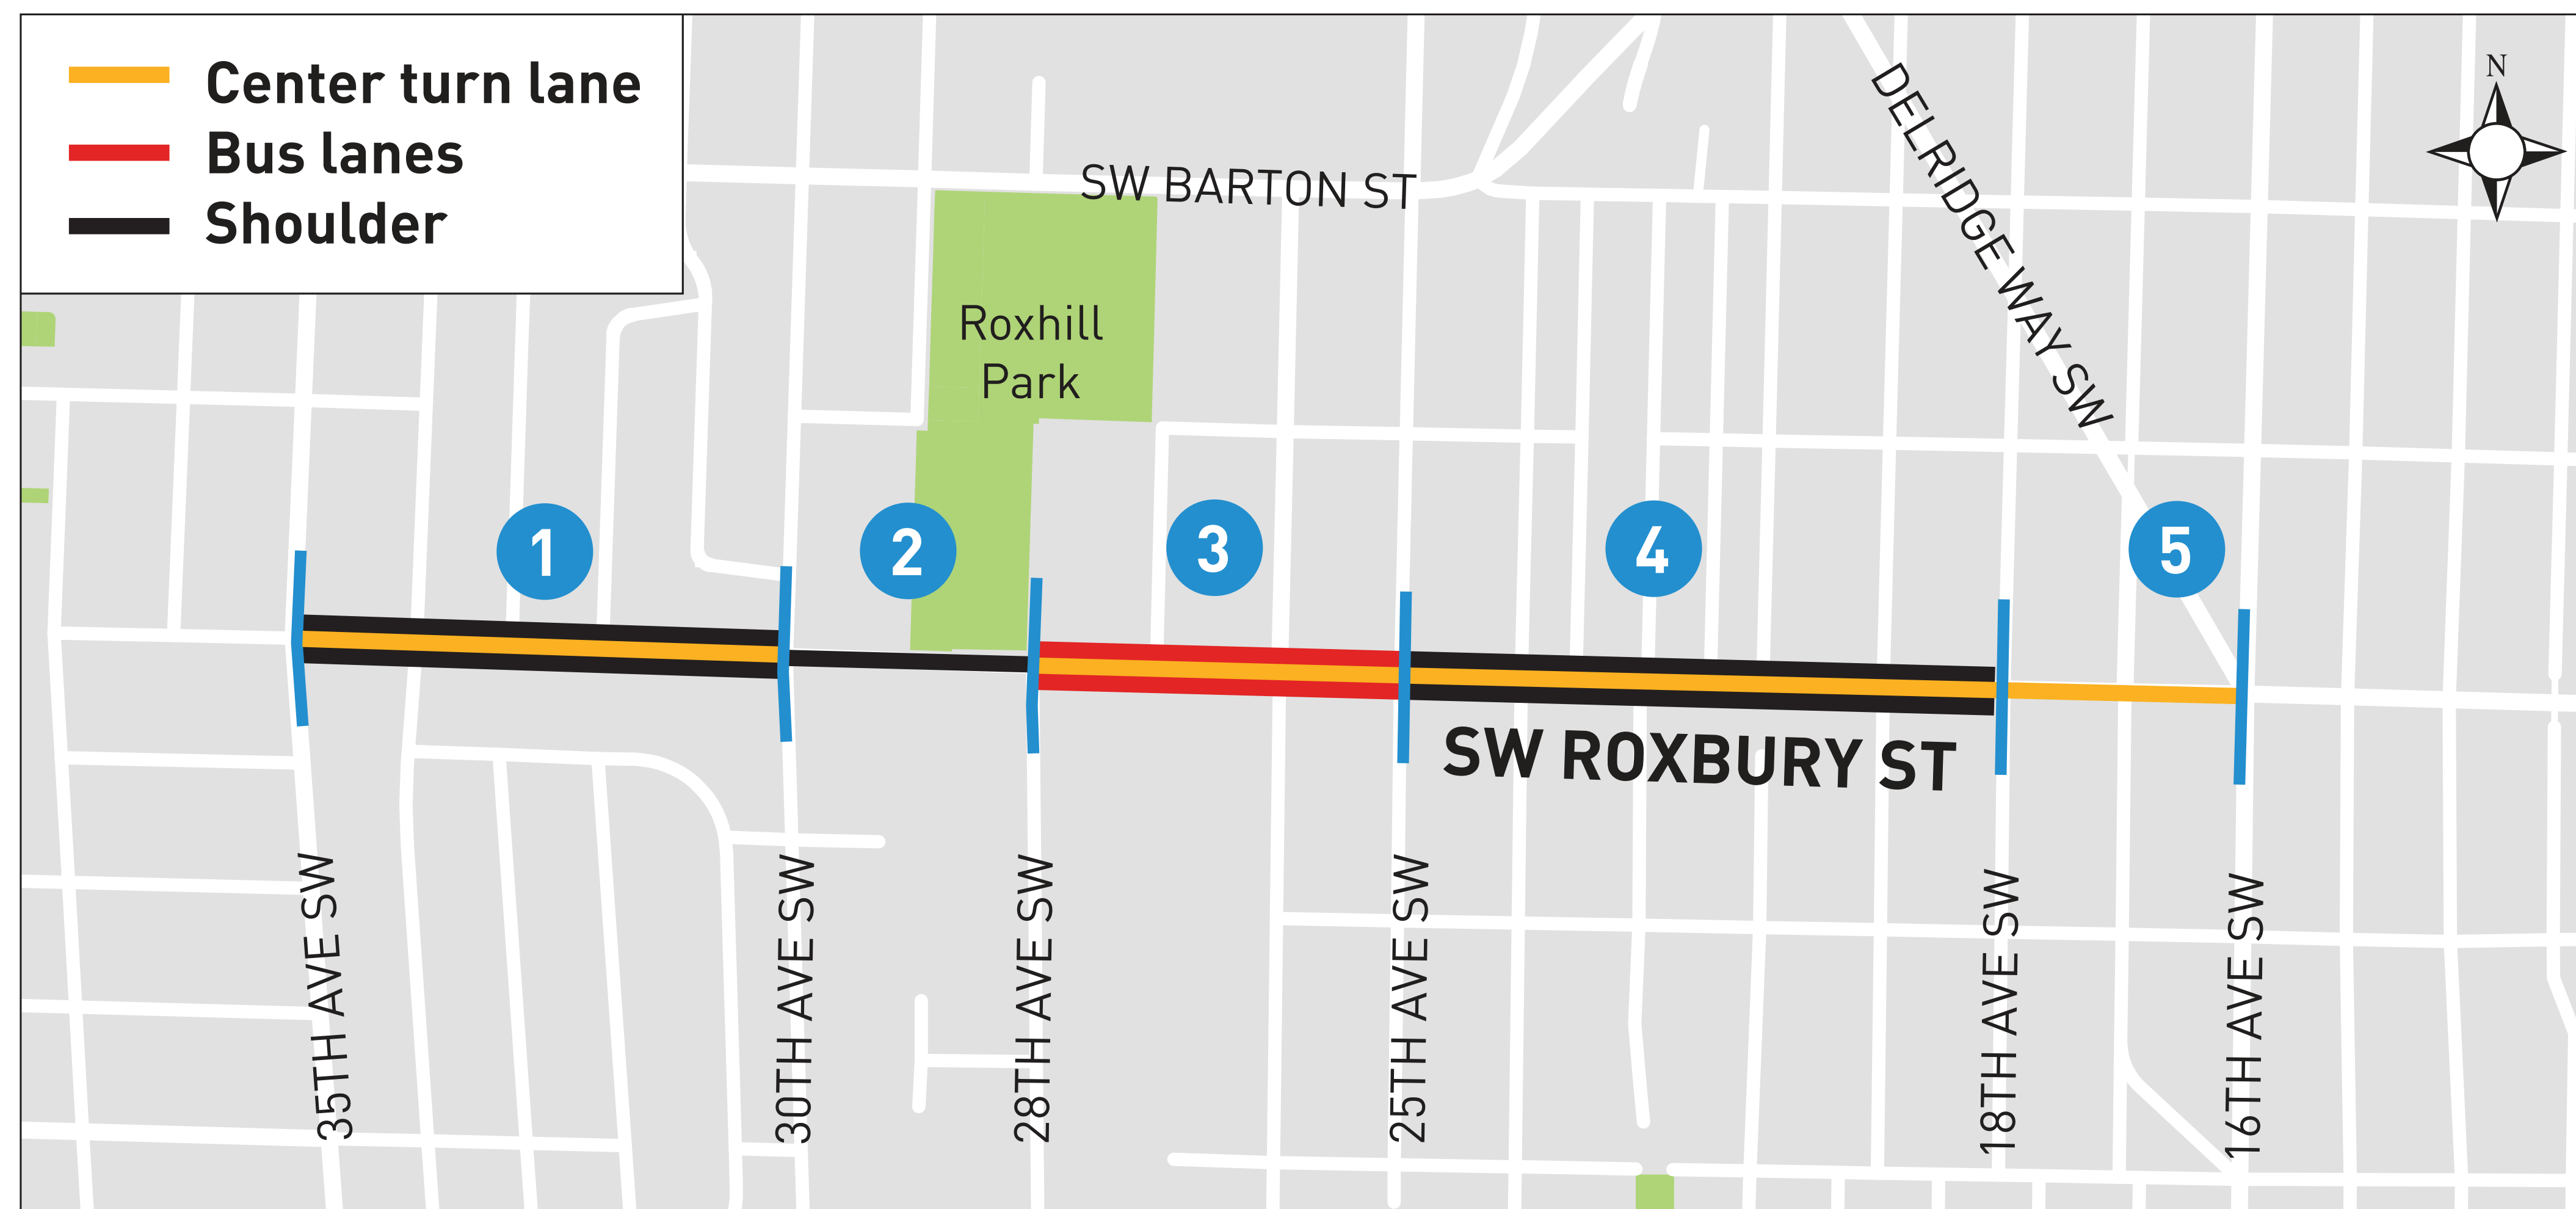 Center turn lane
Bus lanes
Shoulder
N
SW BARTON ST
DELRIDGE WAY SW
Roxhill
Park
1
2
3
4
5
SW ROXBURY ST
35TH AVE SW
30TH AVE SW
28TH AVE SW
25TH AVE SW
18TH AVE SW
16TH AVE SW